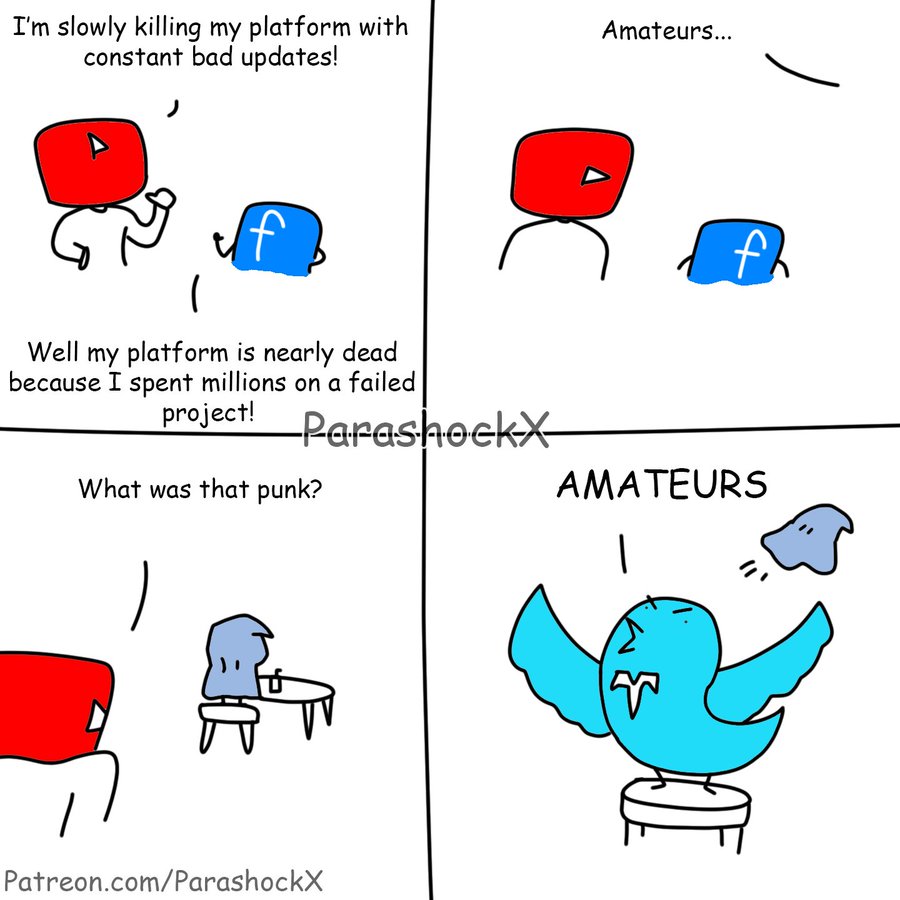 I'm slowly killing my platform with
constant bad updates!
f
Well my platform is nearly dead
because I spent millions on a failed
project!
Amateurs...
f
ParashockX
What was that punk?
AMATEURS
Patreon.com/ParashockX